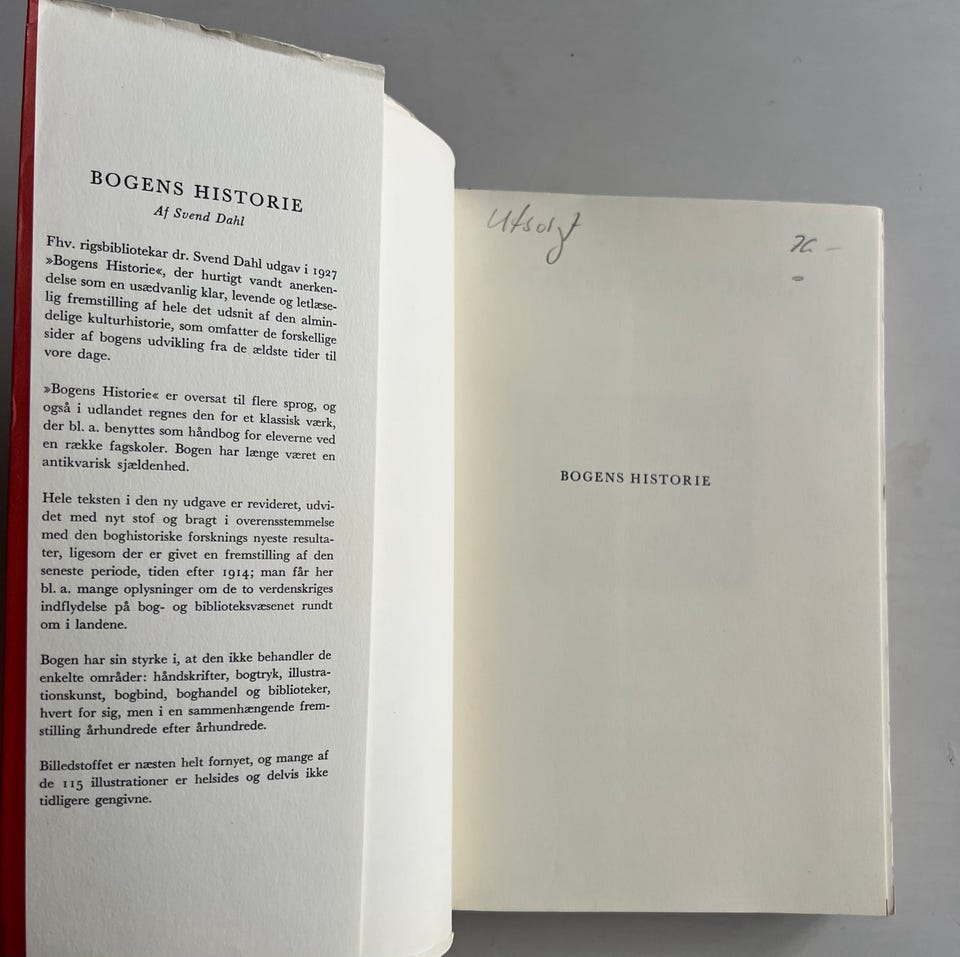 BOGENS HISTORIE
Af Svend Dahl
Fhv. rigsbibliotekar dr. Svend Dahl udgav i 1927
»Bogens Historie«, der hurtigt vandt anerken-
delse som en usædvanlig klar, levende og letlæse-
lig fremstilling af hele det udsnit af den almin-
delige kulturhistorie, som omfatter de forskellige
sider af bogens udvikling fra de ældste tider til
vore dage.
»Bogens Historie« er oversat til flere sprog, og
også i udlandet regnes den for et klassisk værk,
der bl. a. benyttes som håndbog for eleverne ved
en række fagskoler. Bogen har længe været en
antikvarisk sjældenhed.
Hele teksten i den ny udgave er revideret, udvi-
det med nyt stof og bragt i overensstemmelse
med den boghistoriske forsknings nyeste resulta-
ter, ligesom der er givet en fremstilling af den
seneste periode, tiden efter 1914; man får her
bl. a. mange oplysninger om de to verdenskriges
indflydelse på bog- og biblioteksvæsenet rundt
om i landene.
Bogen har sin styrke i, at den ikke behandler de
enkelte områder: håndskrifter, bogtryk, illustra-
tionskunst, bogbind, boghandel og biblioteker,
hvert for sig, men i en sammenhængende frem-
stilling århundrede efter århundrede.
Billedstoffet er næsten helt fornyet, og mange af
de 115 illustrationer er helsides og delvis ikke
tidligere gengivne.
Utsolgt
BOGENS HISTORIE